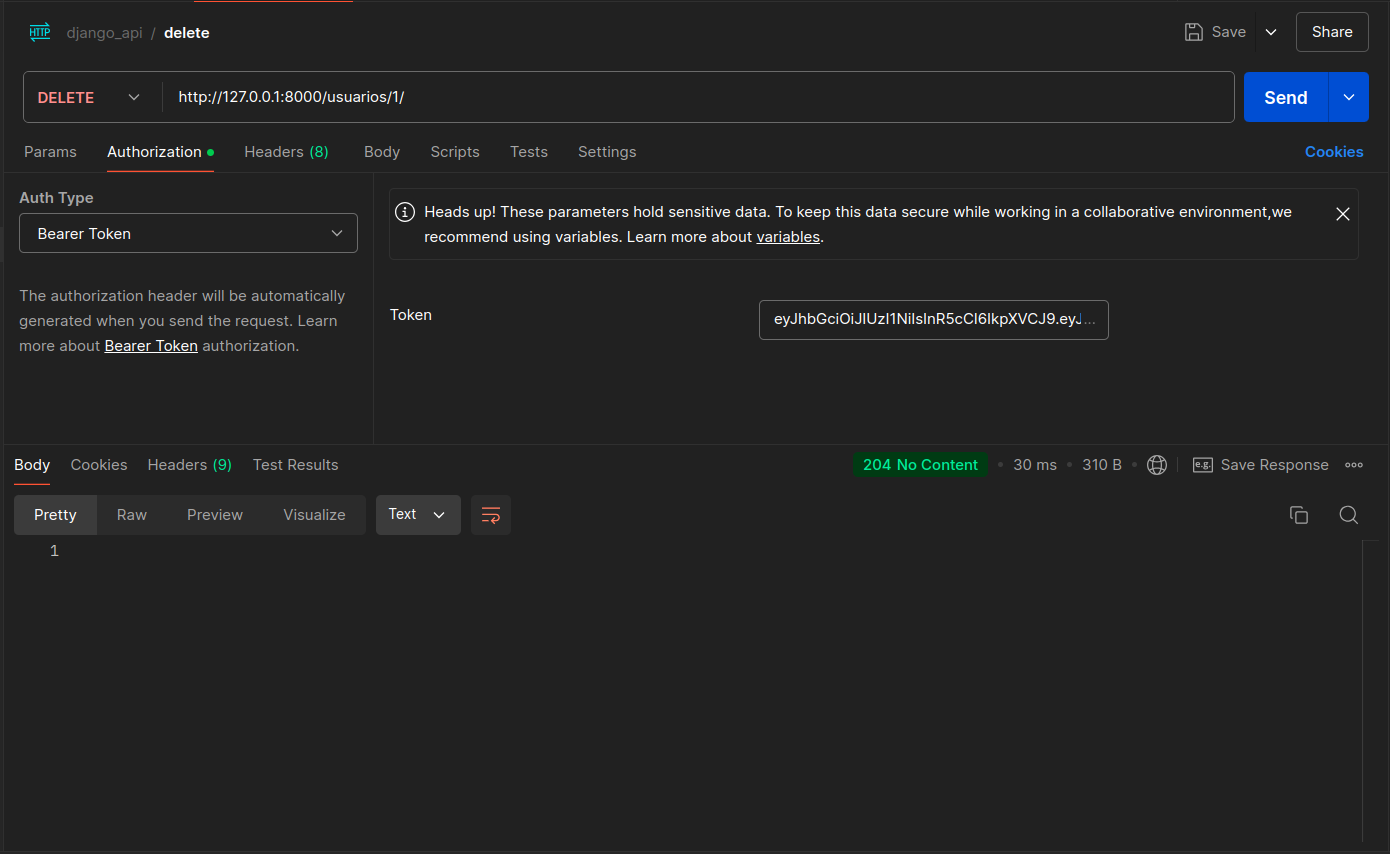 HTTP django_api / delete Save Share
DELETE http://127.0.0.1:8000/usuarios/1/ Send
Params Authorization Headers (8) Body Scripts Tests Settings Cookies
Auth Type
Bearer Token
The authorization header will be automatically
generated when you send the request. Learn
more about Bearer Token authorization.
Heads up! These parameters hold sensitive data. To keep this data secure while working in a collaborative environment,we
recommend using variables. Learn more about variables.
Token eyJhbGciOiJIUzI1NiIsInR5cCI6IkpXVCJ9.eyJ...
Body Cookies Headers (9) Test Results 204 No Content • 30 ms • 310 B • e.g. Save Response
Pretty Raw Preview Visualize Text
1